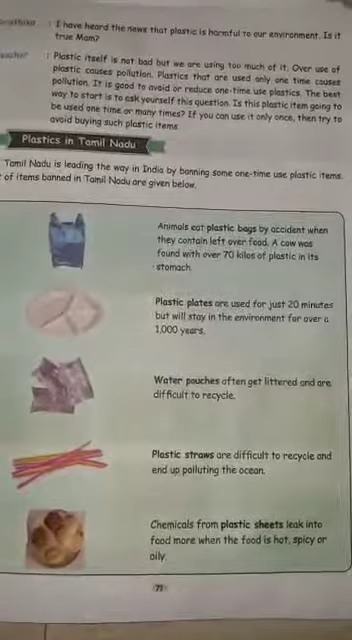 : I have heard the news that plastic is harmful to our environment. Is it
true Mam?
: Plastic itself is not bad but we are using too much of it. Over use of
plastic causes pollution. Plastics that are used only one time causes
pollution. It is good to avoid or reduce one-time use plastics. The best
way to start is to ask yourself this question. Is this plastic item going to
be used one time or many times? If you can use it only once, then try to
avoid buying such plastic items.
Plastics in Tamil Nadu
Tamil Nadu is leading the way in India by banning some one-time use plastic items.
of items banned in Tamil Nadu are given below.
Animals eat plastic bags by accident when
they contain left over food. A cow was
found with over 70 kilos of plastic in its
stomach.
Plastic plates are used for just 20 minutes
but will stay in the environment for over a
1,000 years.
Water pouches often get littered and are
difficult to recycle.
Plastic straws are difficult to recycle and
end up polluting the ocean.
Chemicals from plastic sheets leak into
food more when the food is hot, spicy or
oily.
71